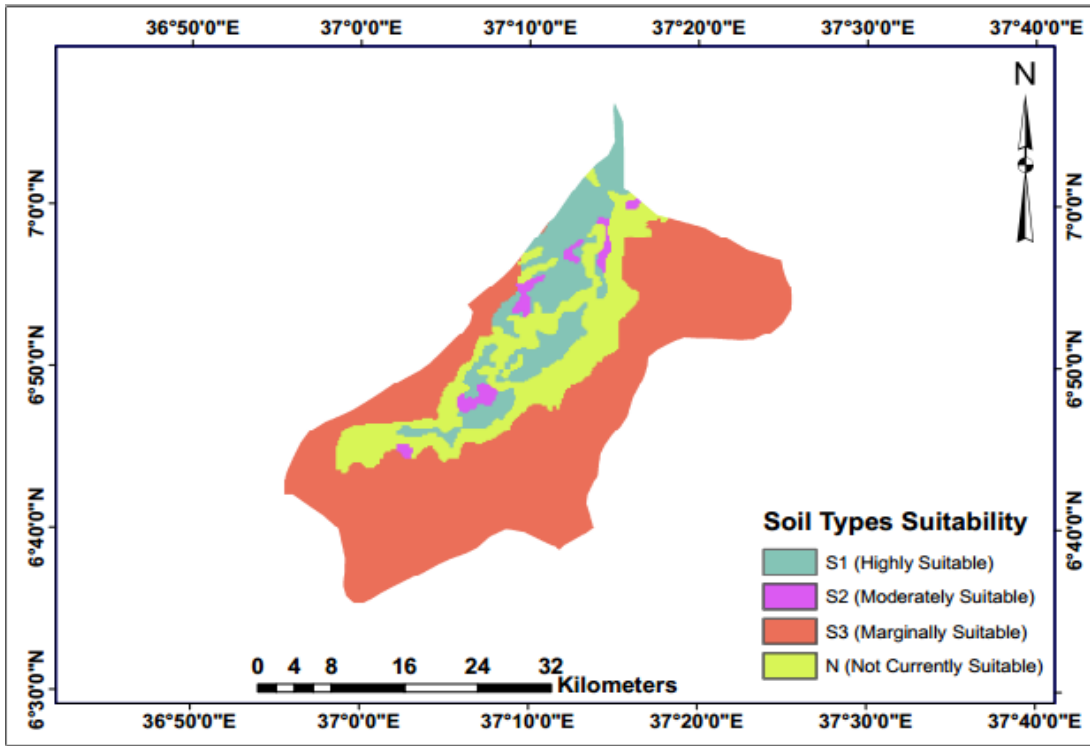 36°50'0"E 37°0'0"E 37°10'0"E 37°20'0"E 37°30'0"E 37°40'0"E
N
7°0'0"N 7°0'0"N
6°50'0"N 6°50'0"N
6°40'0"N 6°40'0"N
6°30'0"N 6°30'0"N
Soil Types Suitability
S1 (Highly Suitable)
S2 (Moderately Suitable)
S3 (Marginally Suitable)
N (Not Currently Suitable)
0 4 8 16 24 32
Kilometers
36°50'0"E 37°0'0"E 37°10'0"E 37°20'0"E 37°30'0"E 37°40'0"E